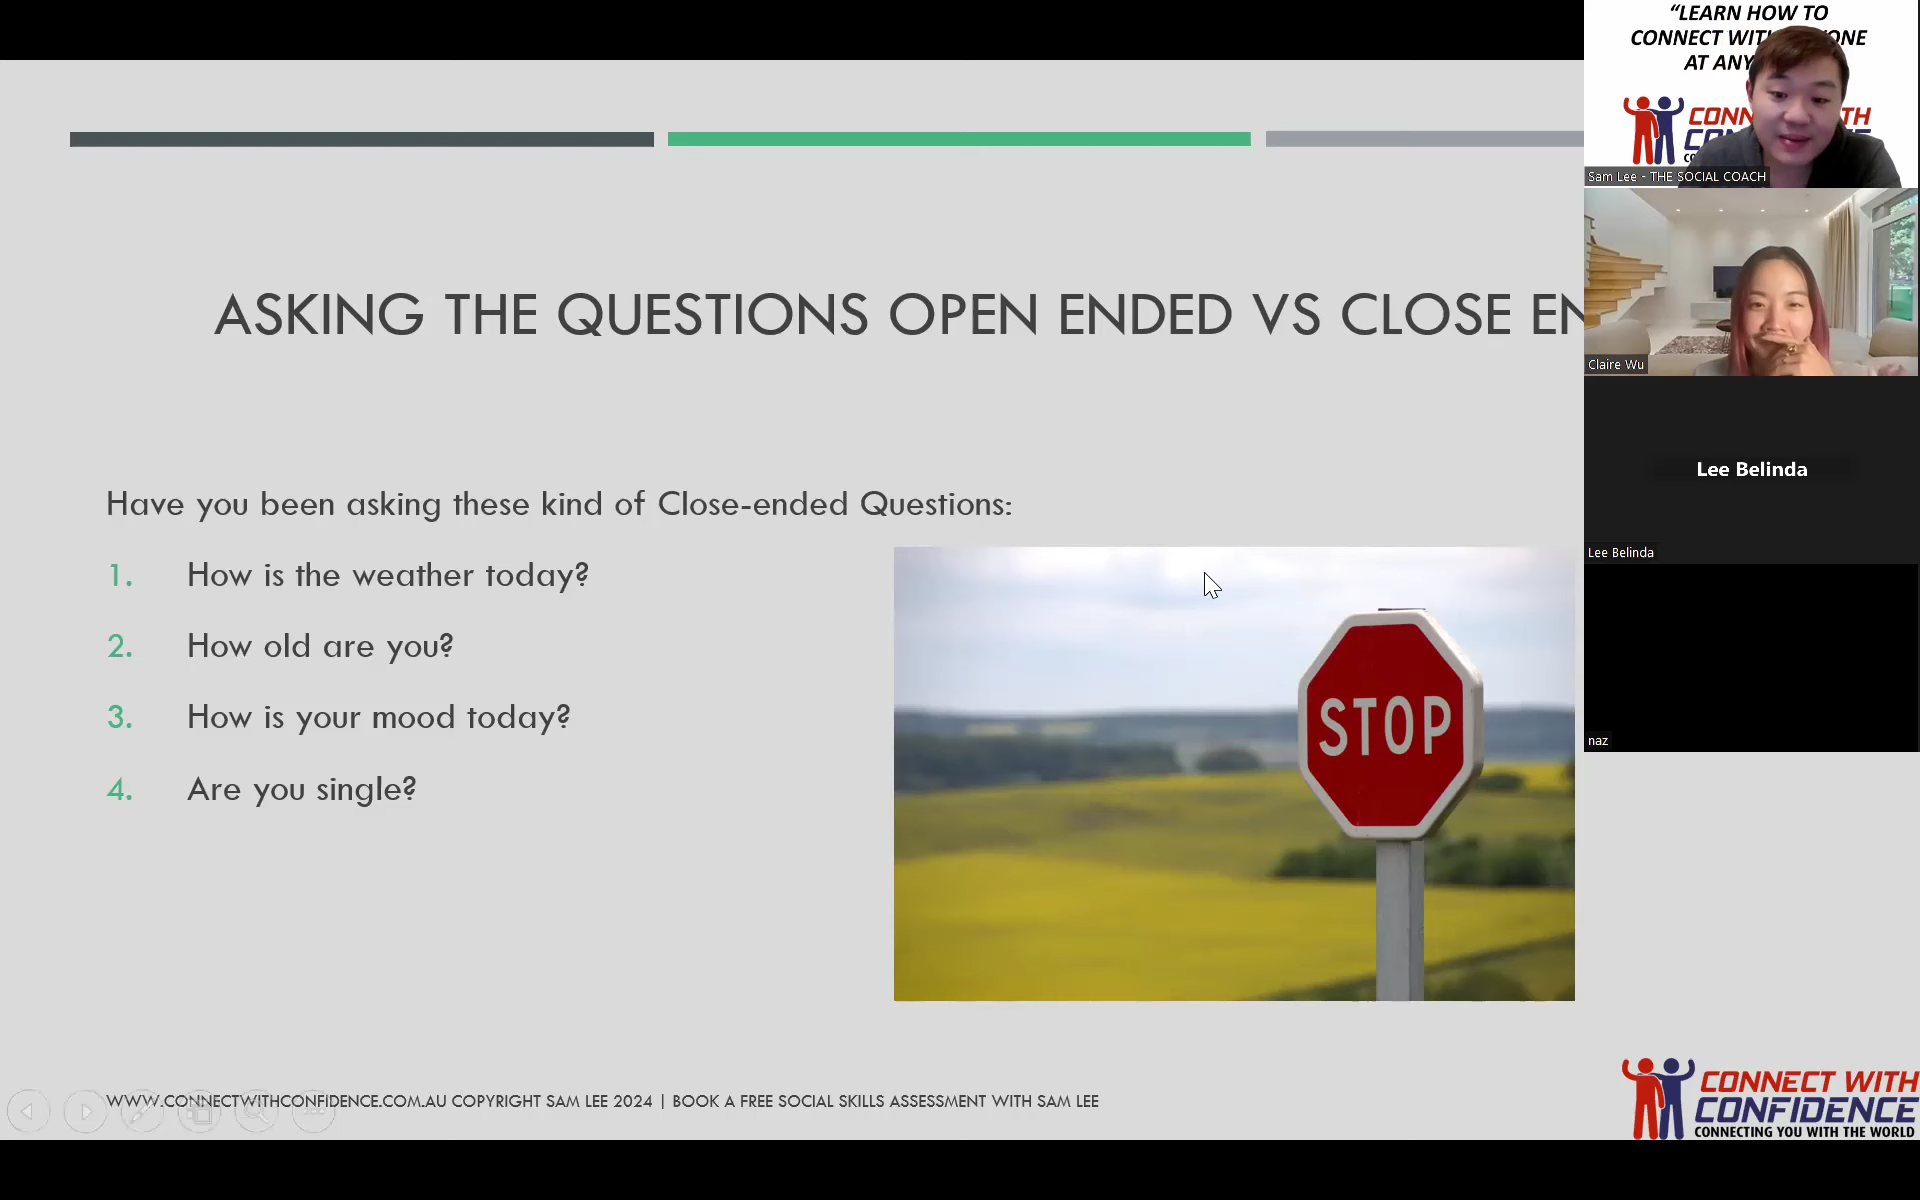 ASKING THE QUESTIONS OPEN ENDED VS CLOSE EN
Have you been asking these kind of Close-ended Questions:
1. How is the weather today?
2. How old are you?
3. How is your mood today?
4. Are you single?
STOP
WWW.CONNECTWITHCONFIDENCE.COM.AU COPYRIGHT SAM LEE 2024 | BOOK A FREE SOCIAL SKILLS ASSESSMENT WITH SAM LEE
CONNECT WITH
CONFIDENCE
CONNECTING YOU WITH THE WORLD
“LEARN HOW TO
CONNECT WITH
AT ANY
Sam Lee - THE SOCIAL COACH
Claire Wu
Lee Belinda
Lee Belinda
naz